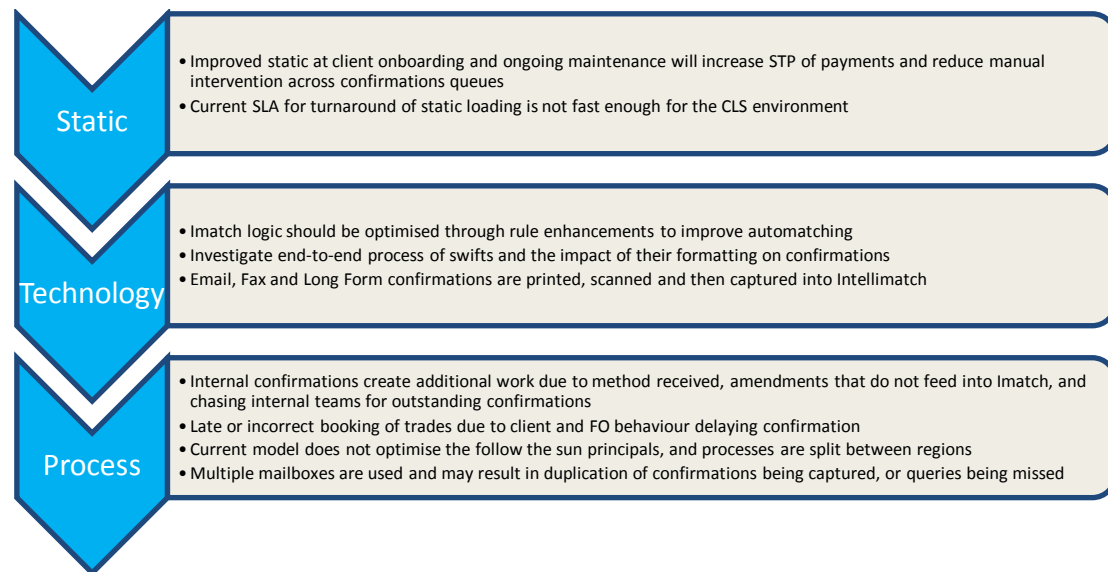 Static
• Improved static at client onboarding and ongoing maintenance will increase STP of payments and reduce manual
intervention across confirmations queues
• Current SLA for turnaround of static loading is not fast enough for the CLS environment
Technology
• Imatch logic should be optimised through rule enhancements to improve automatching
• Investigate end-to-end process of swifts and the impact of their formatting on confirmations
• Email, Fax and Long Form confirmations are printed, scanned and then captured into Intellimatch
Process
• Internal confirmations create additional work due to method received, amendments that do not feed into Imatch, and
chasing internal teams for outstanding confirmations
• Late or incorrect booking of trades due to client and FO behaviour delaying confirmation
• Current model does not optimise the follow the sun principals, and processes are split between regions
• Multiple mailboxes are used and may result in duplication of confirmations being captured, or queries being missed